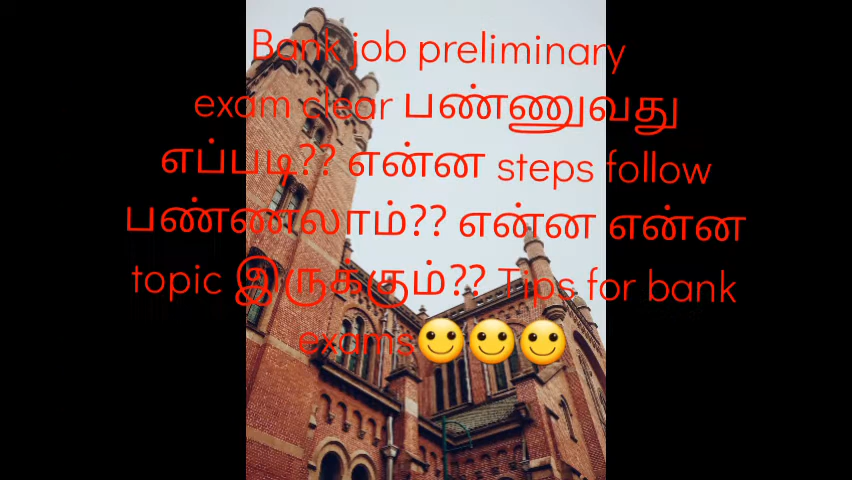 Bank job preliminary
exam clear பண்ணுவது
எப்படி?? என்ன steps follow
பண்ணலாம்?? என்ன என்ன
topic இருக்கும்?? Tips for bank
exams🙂🙂🙂